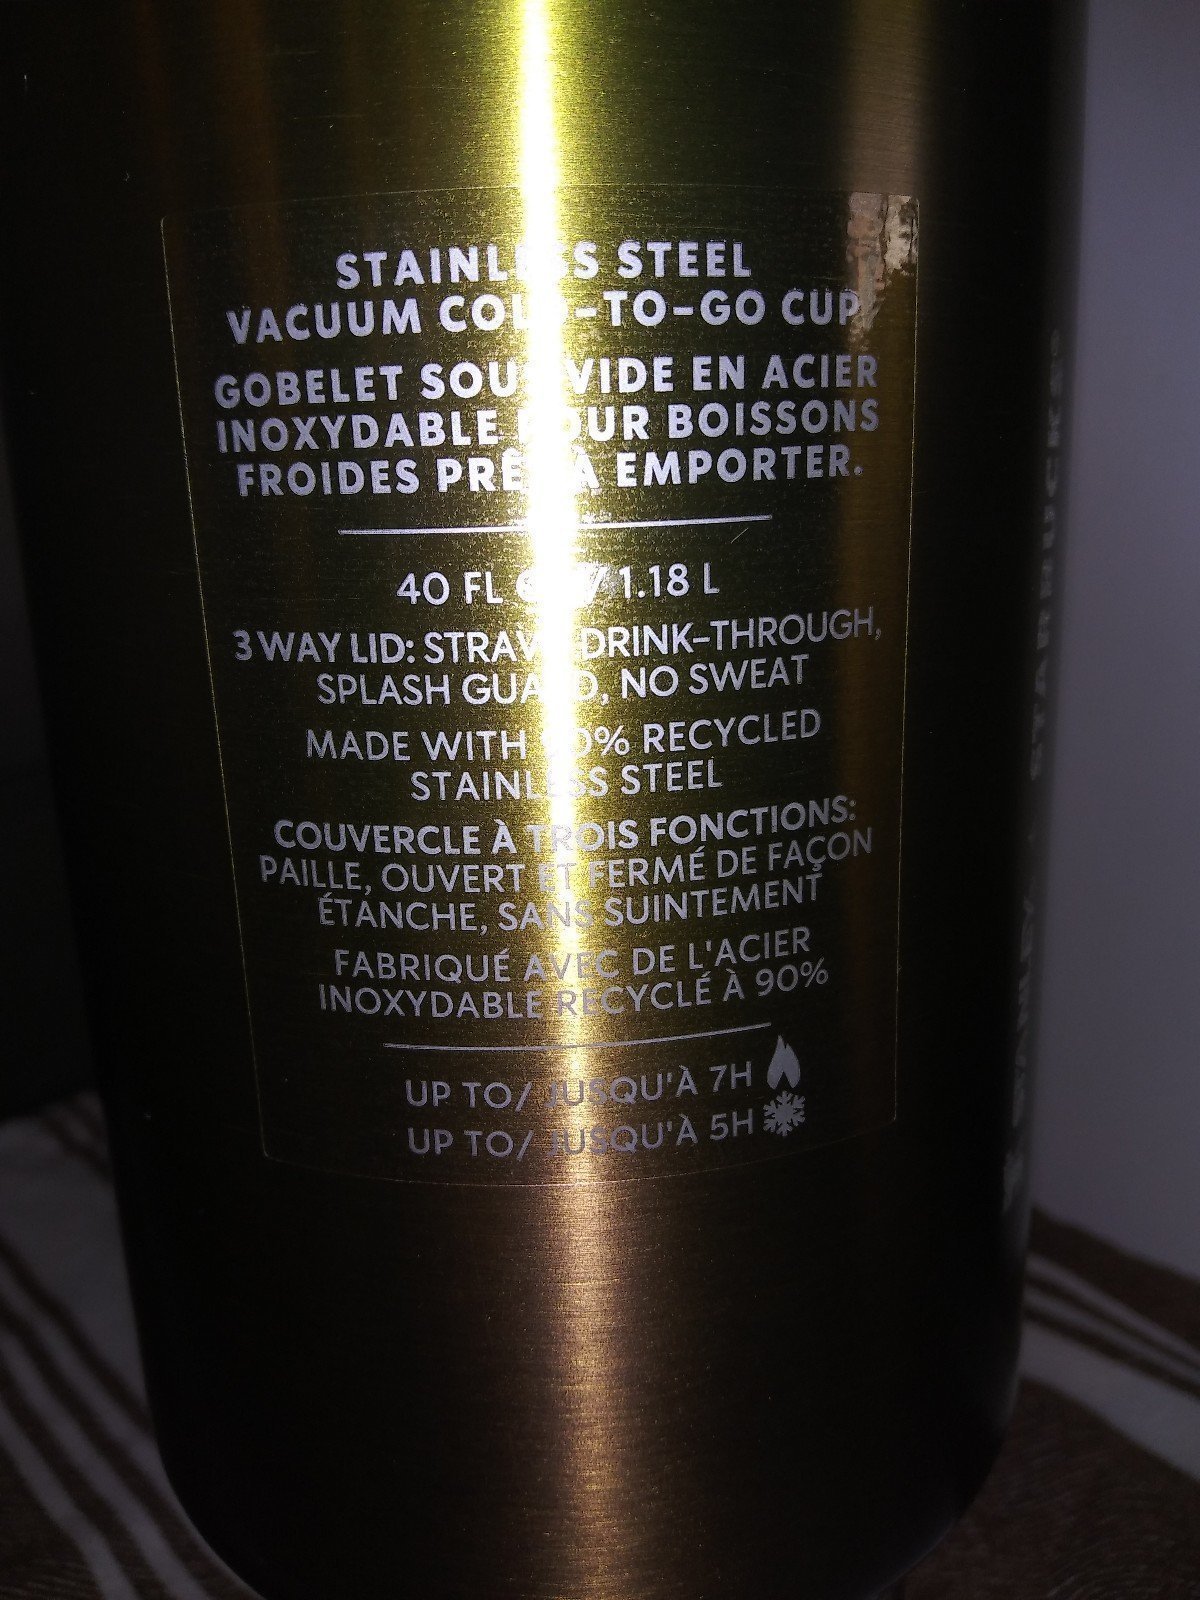 STAINLESS STEEL
VACUUM COLD-TO-GO CUP
GOBELET SOUS VIDE EN ACIER
INOXYDABLE POUR BOISSONS
FROIDES PRÊT À EMPORTER.
40 FL 1.18 L
3 WAY LID: STRAW, DRINK-THROUGH,
SPLASH GUARD, NO SWEAT
MADE WITH 90% RECYCLED
STAINLESS STEEL
COUVERCLE À TROIS FONCTIONS:
PAILLE, OUVERT ET FERMÉ DE FAÇON
ÉTANCHE, SANS SUINTEMENT
FABRIQUÉ AVEC DE L'ACIER
INOXYDABLE RECYCLÉ À 90%
UP TO/ JUSQU'À 7H
UP TO/ JUSQU'À 5H
STANLEY STARBUCKS